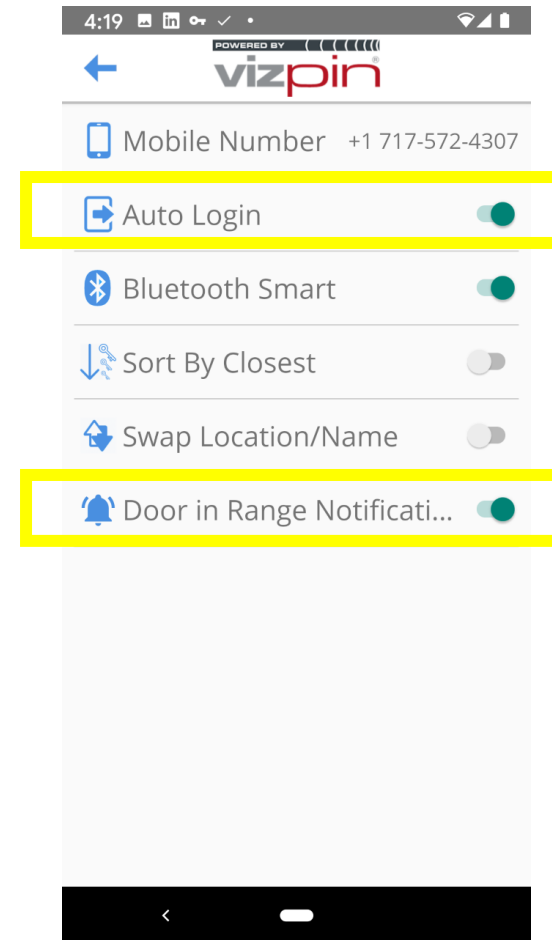 4:19
POWERED BY
vizpin
Mobile Number +1 717-572-4307
Auto Login
Bluetooth Smart
Sort By Closest
Swap Location/Name
Door in Range Notificati...